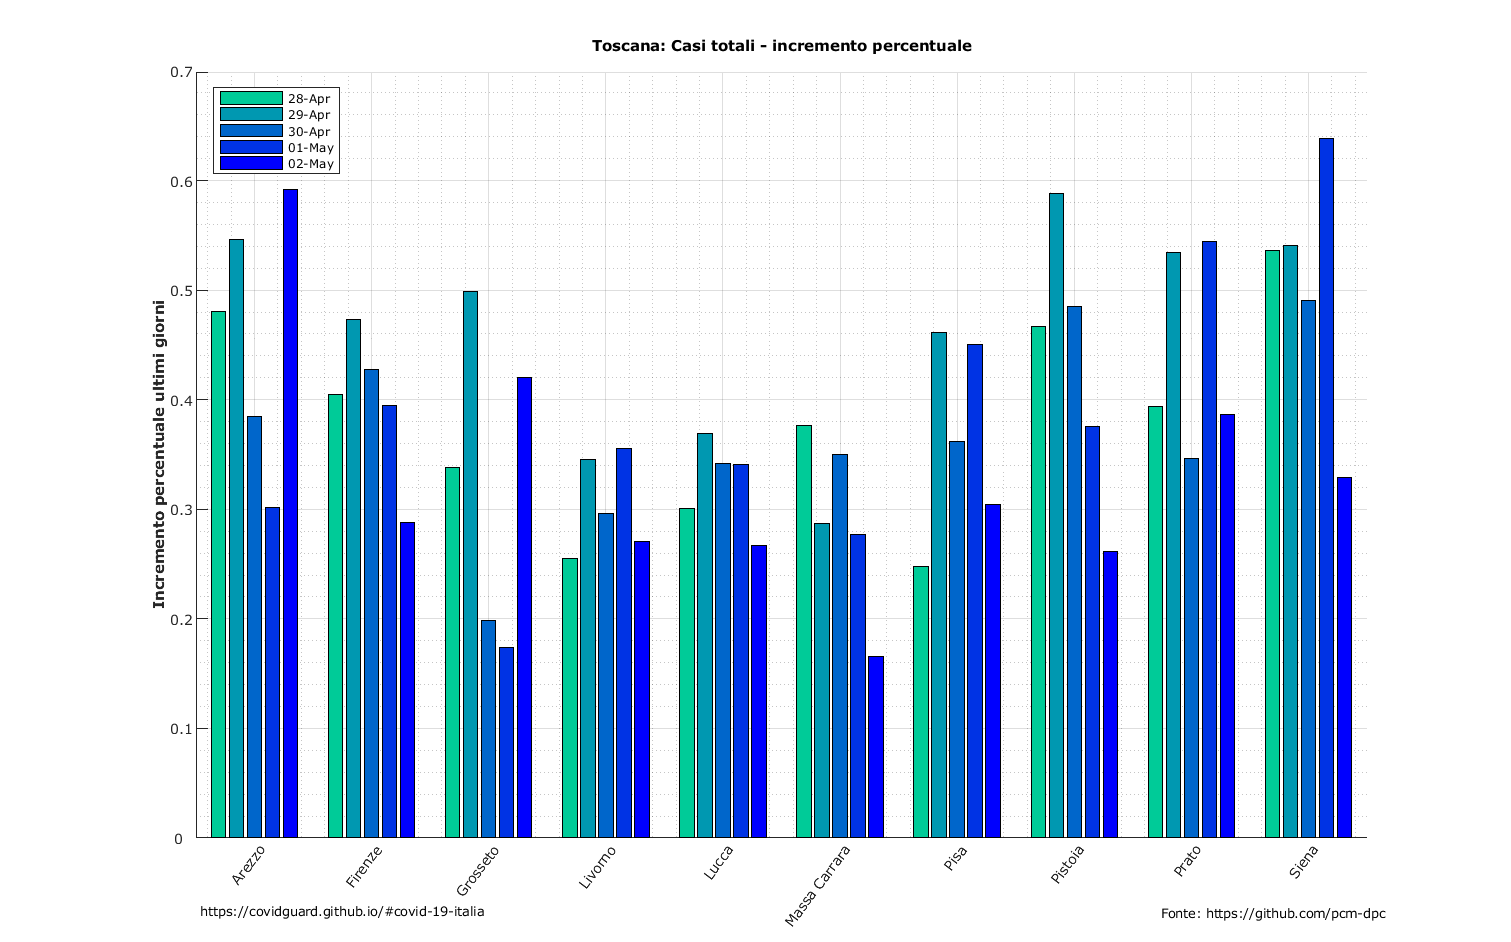 Toscana: Casi totali - incremento percentuale
0.7
0.6
0.5
0.4
0.3
0.2
0.1
0
Incremento percentuale ultimi giorni
28-Apr
29-Apr
30-Apr
01-May
02-May
Arezzo
Firenze
Grosseto
Livorno
Lucca
Massa Carrara
Pisa
Pistoia
Prato
Siena
https://covidguard.github.io/#covid-19-italia
Fonte: https://github.com/pcm-dpc